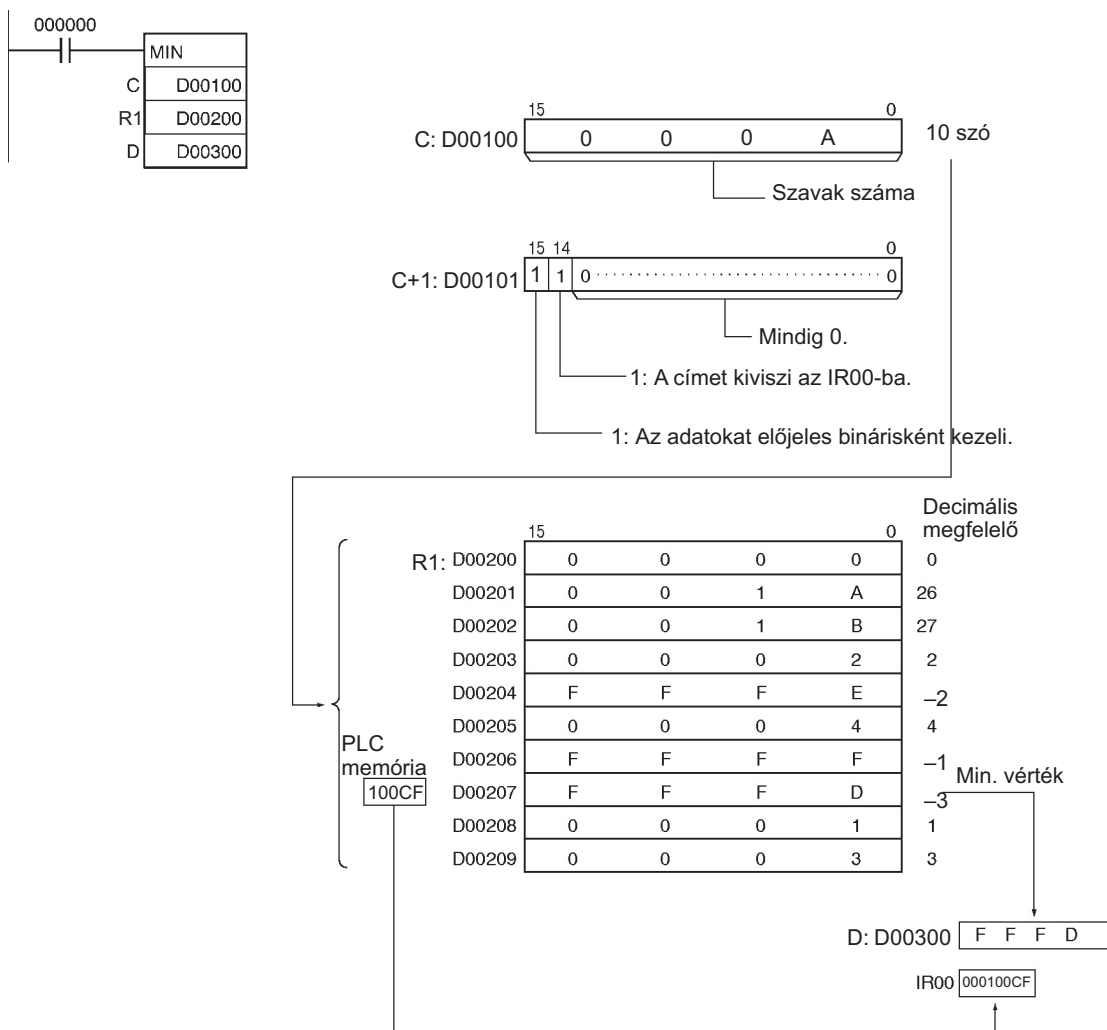 000000
MIN
C D00100
R1 D00200
D D00300
15 0
C: D00100 0 0 0 A 10 szó
Szavak száma
15 14 0
C+1: D00101 1 1 0 0
Mindig 0.
1: A címet kiviszi az IR00-ba.
1: Az adatokat előjeles binárisként kezeli.
Decimális
megfelelő
15 0
R1: D00200 0 0 0 0 0
D00201 0 0 1 A 26
D00202 0 0 1 B 27
D00203 0 0 0 2 2
D00204 F F F E –2
D00205 0 0 0 4 4
PLC
memória
D00206 F F F F –1
Min. vérték
100CF D00207 F F F D –3
D00208 0 0 0 1 1
D00209 0 0 0 3 3
D: D00300 F F F D
IR00 000100CF